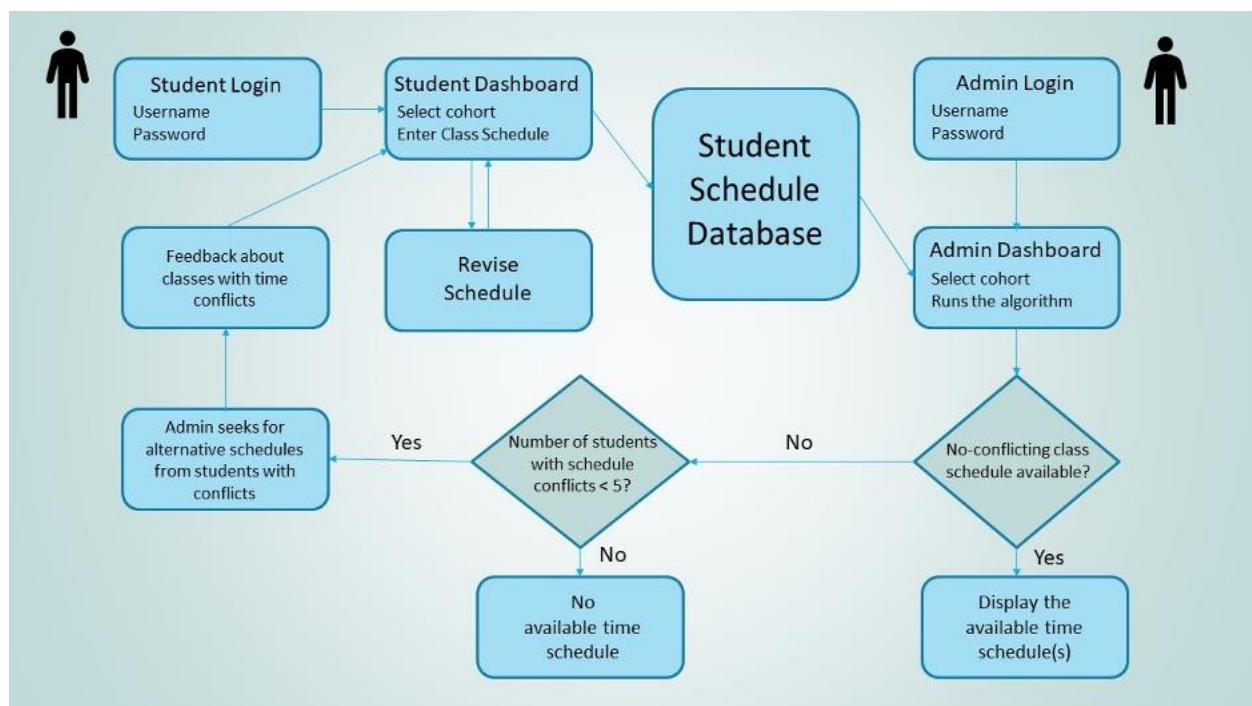 Student Login
Username
Password
Student Dashboard
Select cohort
Enter Class Schedule
Student
Schedule
Database
Admin Login
Username
Password
Feedback about
classes with time
conflicts
Revise
Schedule
Admin Dashboard
Select cohort
Runs the algorithm
Admin seeks for
alternative schedules
from students with
conflicts
Yes
Number of students
with schedule
conflicts < 5?
No
No-conflicting class
schedule available?
No
Yes
No
available time
schedule
Display the
available time
schedule(s)